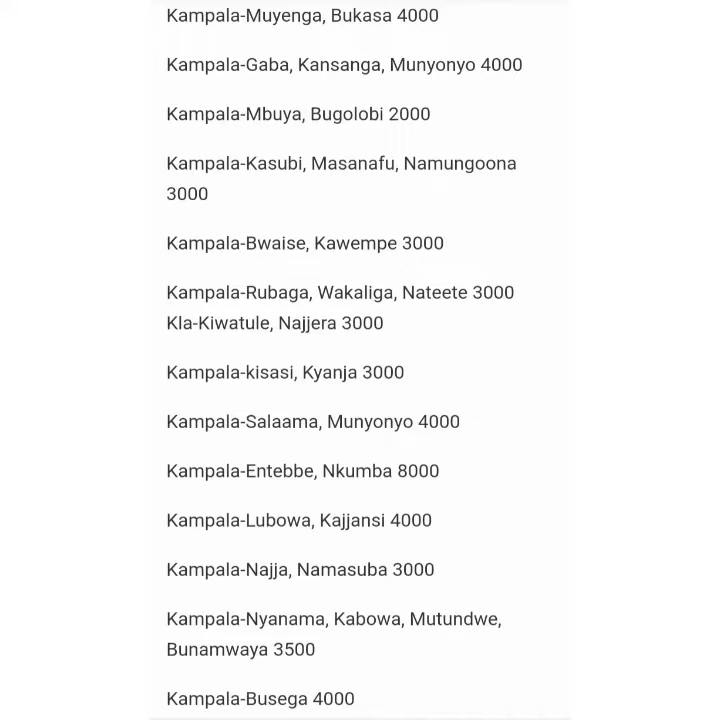 Kampala-Muyenga, Bukasa 4000
Kampala-Gaba, Kansanga, Munyonyo 4000
Kampala-Mbuya, Bugolobi 2000
Kampala-Kasubi, Masanafu, Namungoona
3000
Kampala-Bwaise, Kawempe 3000
Kampala-Rubaga, Wakaliga, Nateete 3000
Kla-Kiwatule, Najjera 3000
Kampala-kisasi, Kyanja 3000
Kampala-Salaama, Munyonyo 4000
Kampala-Entebbe, Nkumba 8000
Kampala-Lubowa, Kajjansi 4000
Kampala-Najja, Namasuba 3000
Kampala-Nyanama, Kabowa, Mutundwe,
Bunamwaya 3500
Kampala-Busega 4000